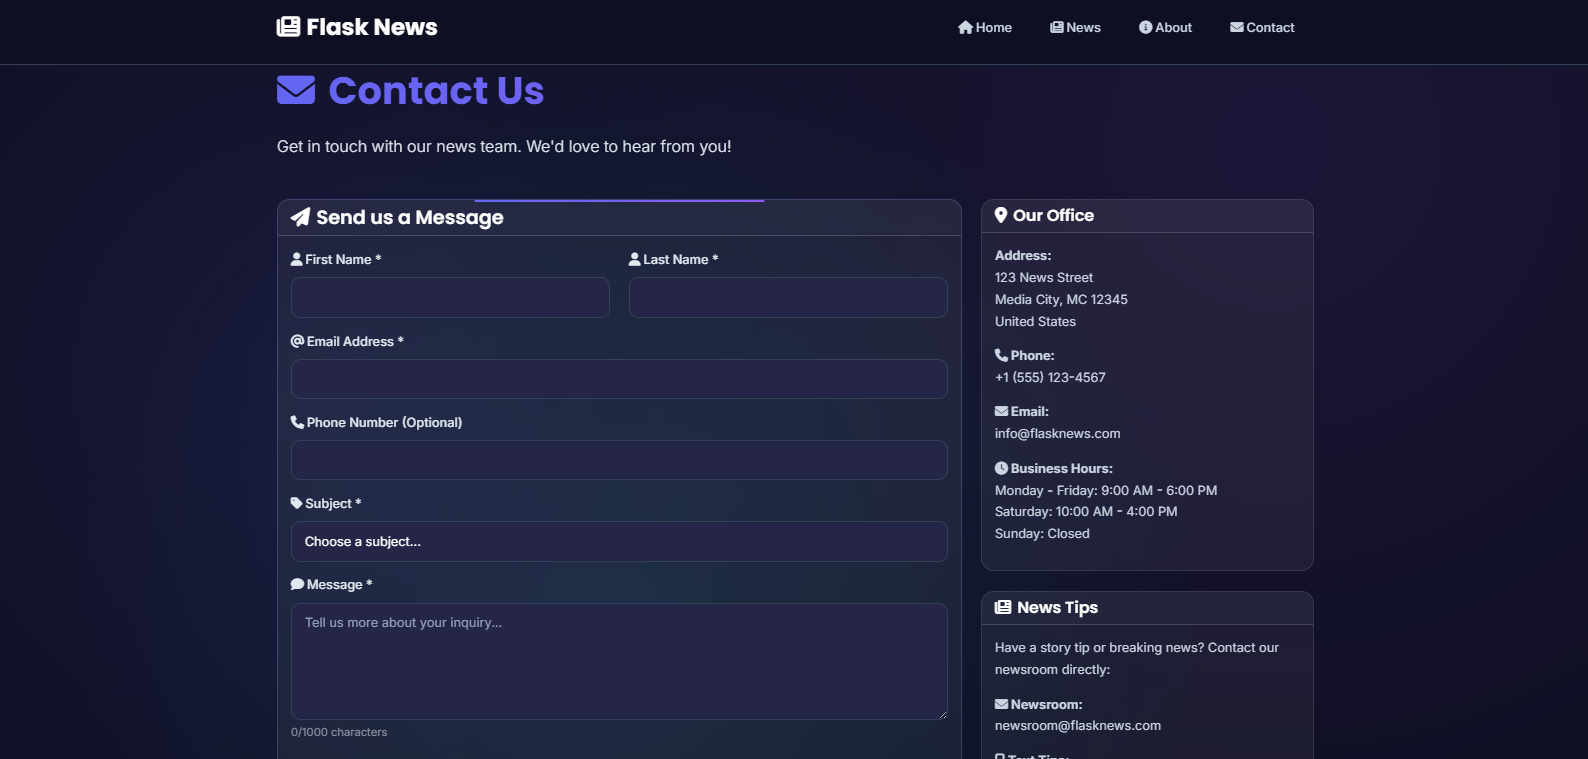 Flask News
Home
News
About
Contact
Contact Us
Get in touch with our news team. We'd love to hear from you!
Send us a Message
First Name *
Last Name *
Email Address *
Phone Number (Optional)
Subject *
Choose a subject...
Message *
Tell us more about your inquiry...
0/1000 characters
Our Office
Address:
123 News Street
Media City, MC 12345
United States
Phone:
+1 (555) 123-4567
Email:
info@flasknews.com
Business Hours:
Monday - Friday: 9:00 AM - 6:00 PM
Saturday: 10:00 AM - 4:00 PM
Sunday: Closed
News Tips
Have a story tip or breaking news? Contact our
newsroom directly:
Newsroom:
newsroom@flasknews.com
Text Tips: